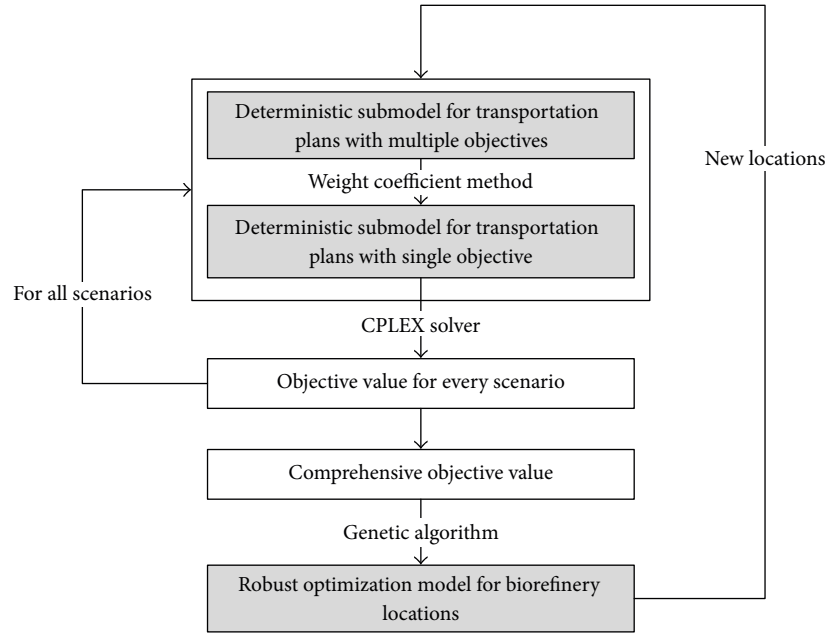 Deterministic submodel for transportation
plans with multiple objectives
New locations
Weight coefficient method
Deterministic submodel for transportation
plans with single objective
For all scenarios
CPLEX solver
Objective value for every scenario
Comprehensive objective value
Genetic algorithm
Robust optimization model for biorefinery
locations